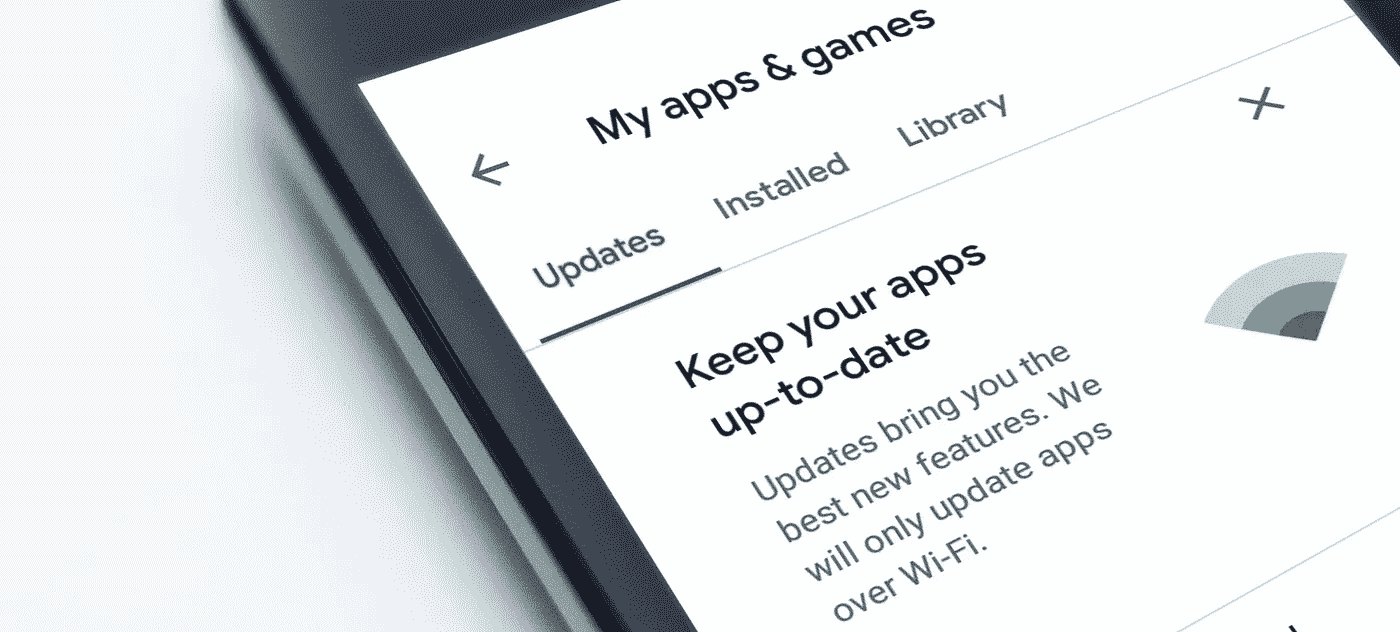 My apps & games
Updates
Installed
Library
Keep your apps
up-to-date
Updates bring you the
best new features. We
will only update apps
over Wi-Fi.